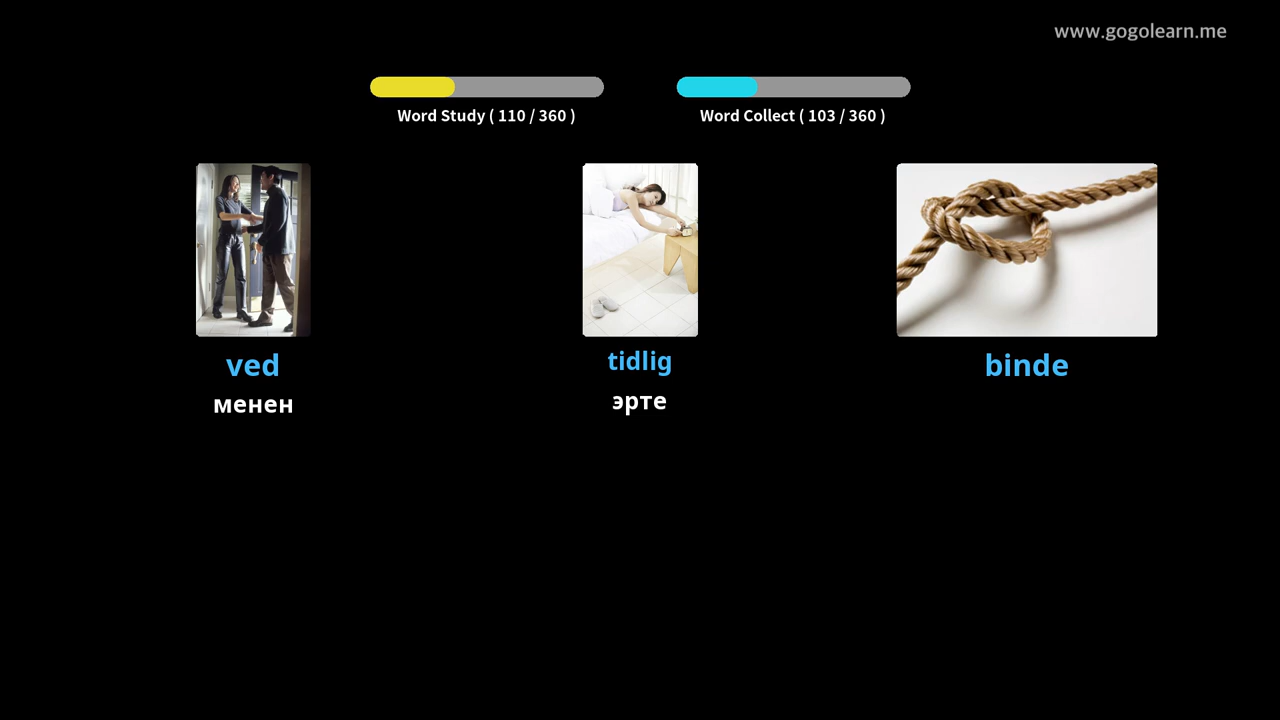 www.gogolearn.me
Word Study ( 110 / 360 )
Word Collect ( 103 / 360 )
ved
менен
tidlig
эрте
binde